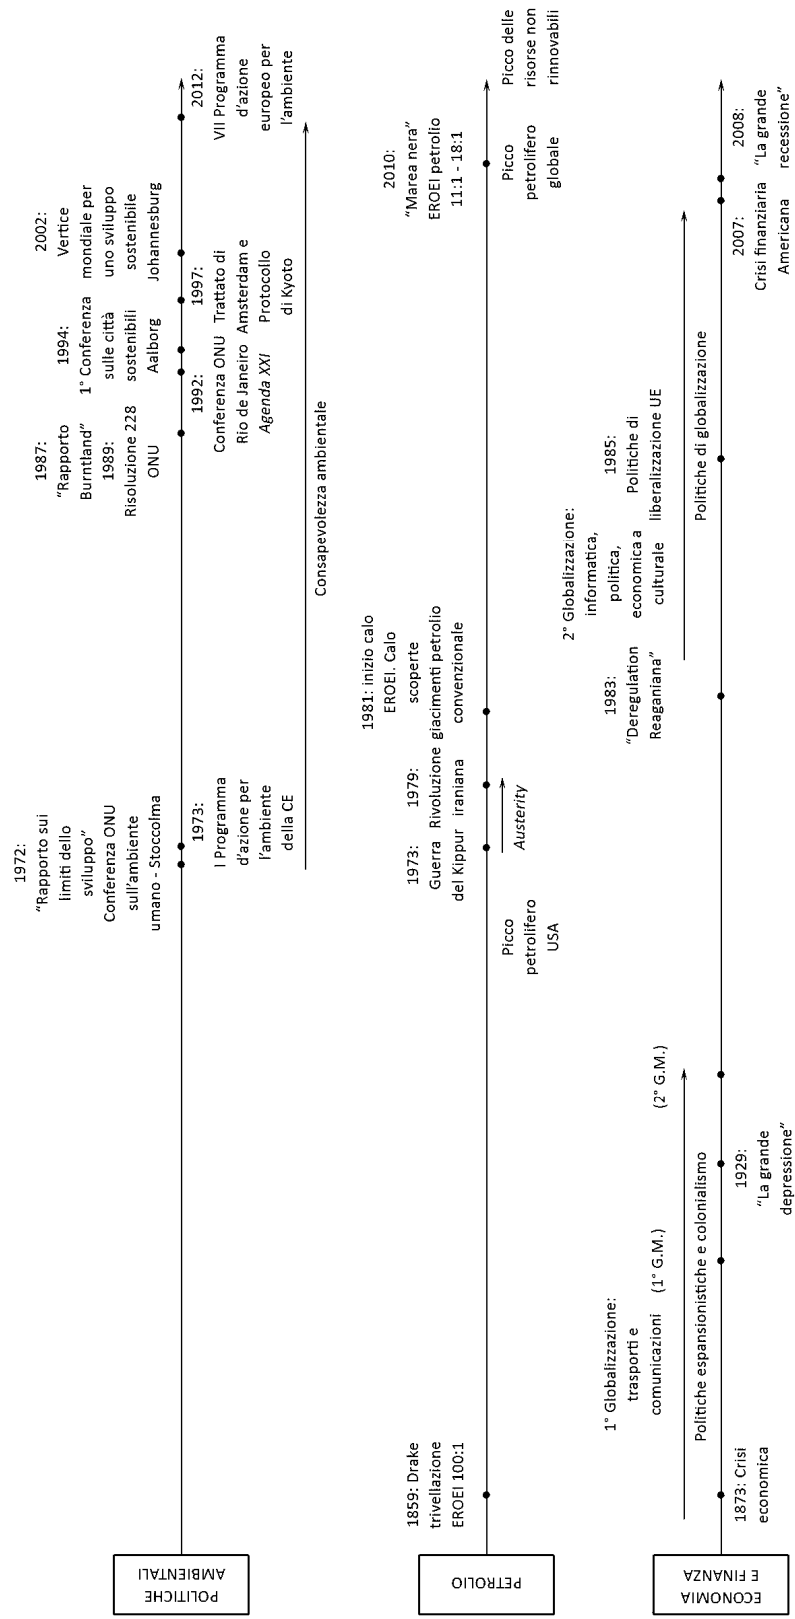 POLITICHE
AMBIENTALI
1972:
“Rapporto sui
limiti dello
sviluppo”
Conferenza ONU
sull’ambiente
umano - Stoccolma
1973:
I Programma
d’azione per
l’ambiente
della CE
1987:
“Rapporto
Burntland”
1989:
Risoluzione 228
ONU
1992:
Conferenza ONU
Rio de Janeiro
Agenda XXI
1994:
1° Conferenza
sulle città
sostenibili
Aalborg
1997:
Trattato di
Amsterdam e
Protocollo
di Kyoto
2002:
Vertice
mondiale per
uno sviluppo
sostenibile
Johannesburg
2012:
VII Programma
d’azione
europeo per
l’ambiente
Consapevolezza ambientale
PETROLIO
1859: Drake
trivellazione
EROEI 100:1
Picco
petrolifero
USA
1973:
Guerra
del Kippur
1979:
Rivoluzione
iraniana
Austerity
1981: inizio calo
EROEI. Calo
scoperte
giacimenti petrolio
convenzionale
2010:
“Marea nera”
EROEI petrolio
11:1 - 18:1
Picco
petrolifero
globale
Picco delle
risorse non
rinnovabili
ECONOMIA
E FINANZA
1873: Crisi
economica
1° Globalizzazione:
trasporti e
comunicazioni
(1° G.M.)
(2° G.M.)
Politiche espansionistiche e colonialismo
1929:
“La grande
depressione”
1983:
“Deregulation
Reaganiana”
2° Globalizzazione:
informatica,
politica,
economica a
culturale
1985:
Politiche di
liberalizzazione UE
Politiche di globalizzazione
2007:
Crisi finanziaria
Americana
2008:
“La grande
recessione”